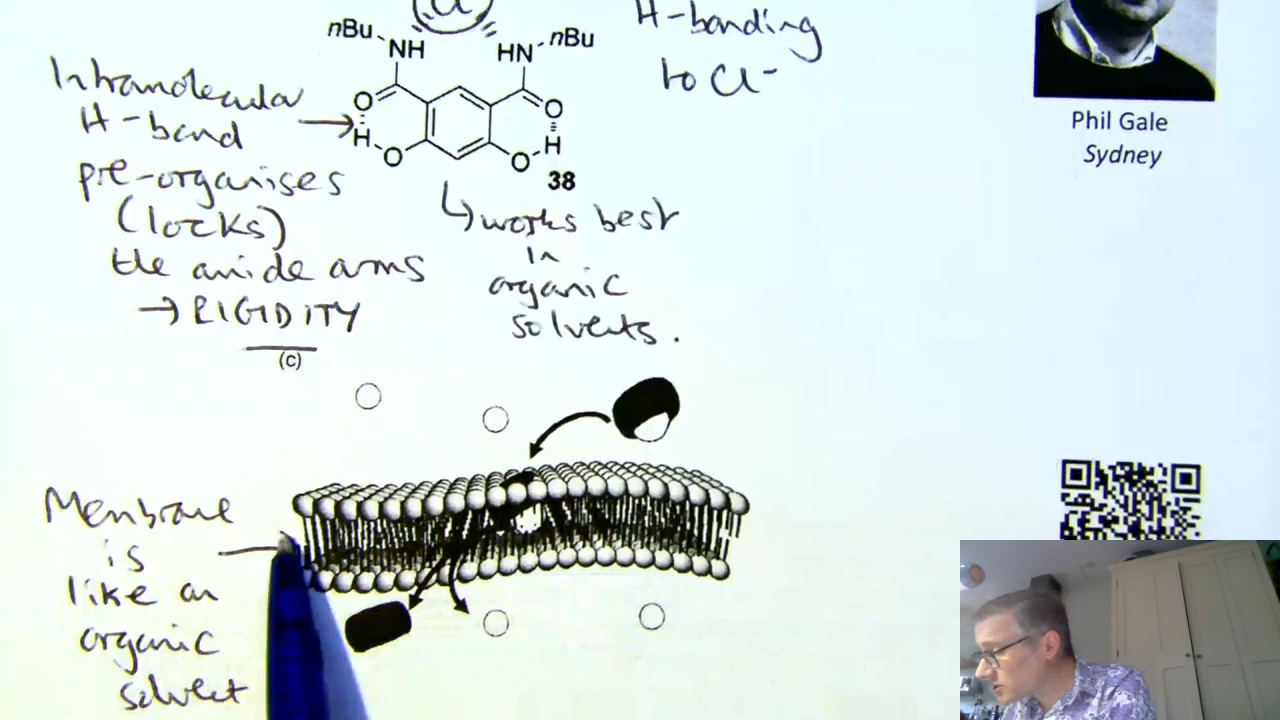 Cl
nBu
NH
HN
nBu
H-bonding
to Cl⁻
O
O
H
H
O
O
38
Intramolecular
H-bond
pre-organises
(locks)
the amide arms
→ RIGIDITY
↳ works best
in
organic
solvents.
(c)
Phil Gale
Sydney
Membrane
is
like an
organic
solvent